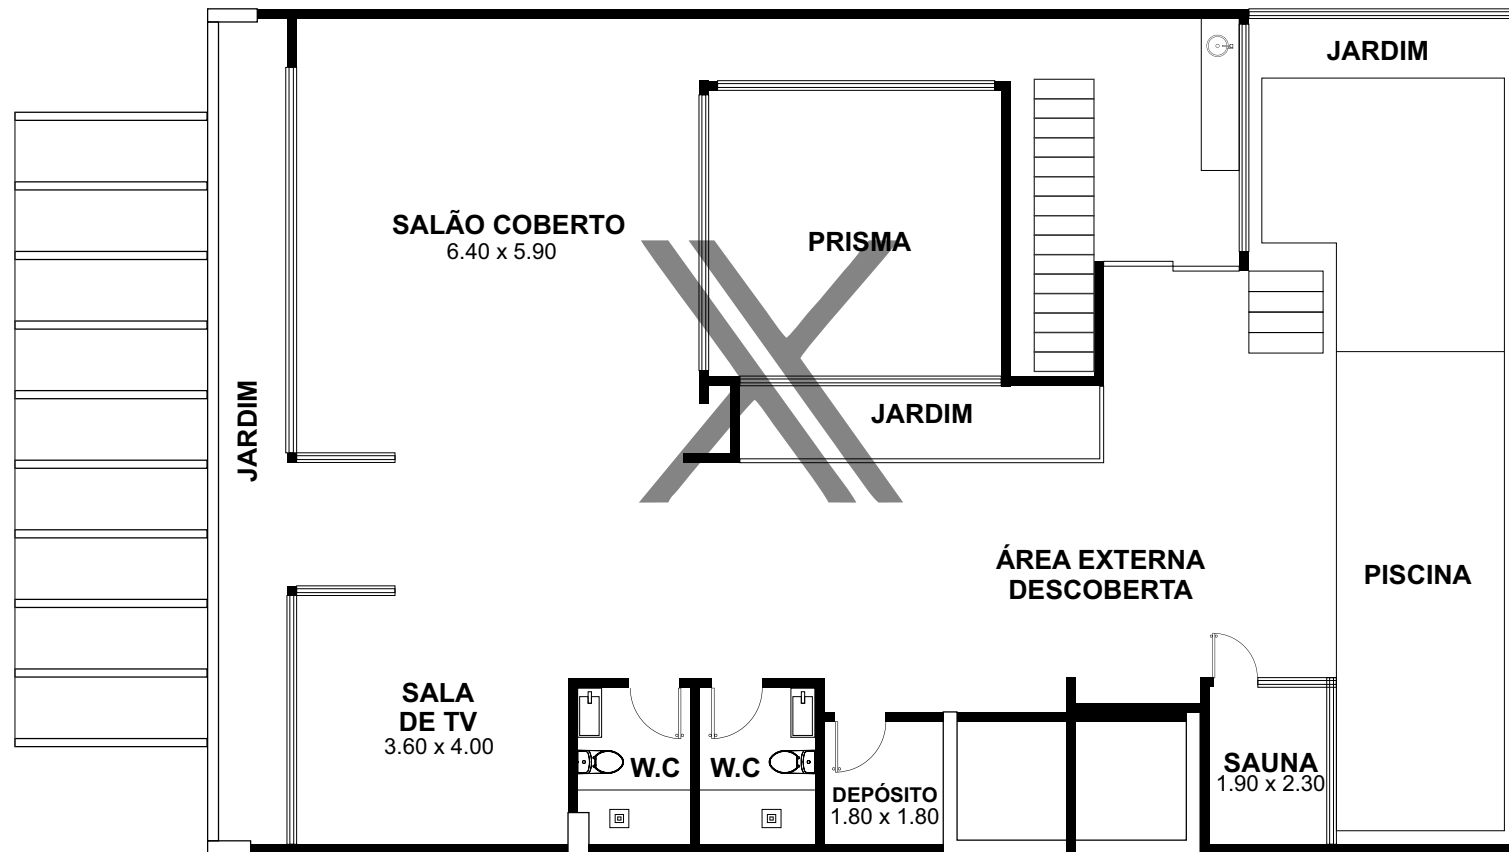 JARDIM
SALÃO COBERTO
6.40 x 5.90
PRISMA
JARDIM
JARDIM
ÁREA EXTERNA
DESCOBERTA
PISCINA
SALA
DE TV
3.60 x 4.00
W.C
W.C
DEPÓSITO
1.80 x 1.80
SAUNA
1.90 x 2.30